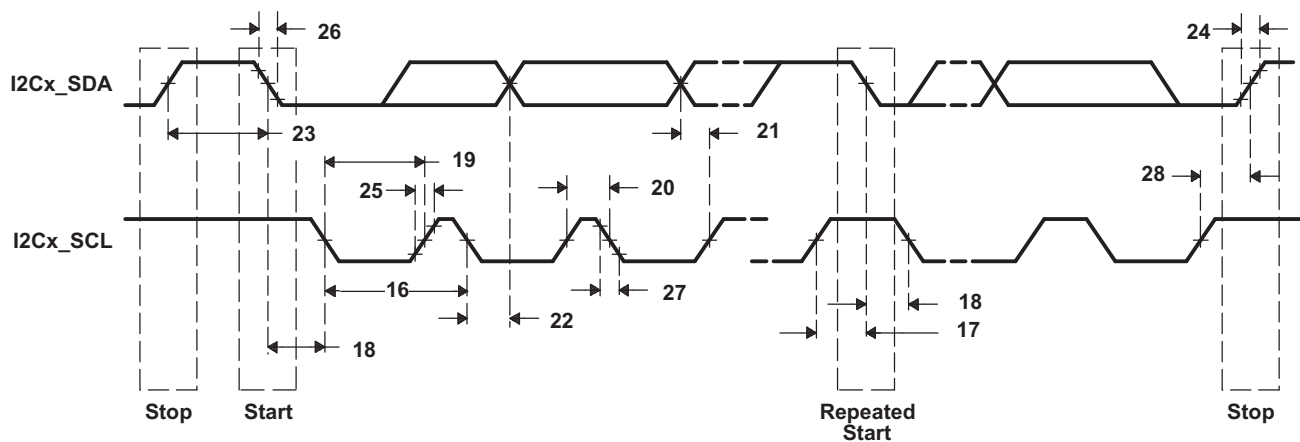 26
24
I2Cx_SDA
23
21
19
25
20
28
I2Cx_SCL
16
27
18
22
17
18
Stop
Start
Repeated
Start
Stop